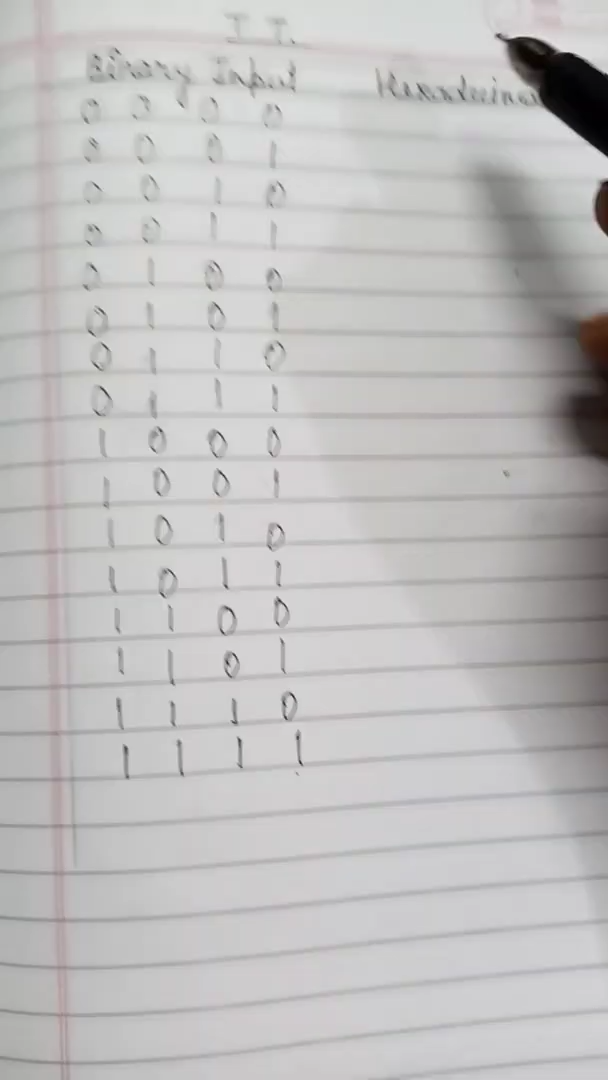 I T.
Binary Input Hexadecimal
0 0 0 0
0 0 0 1
0 0 1 0
0 0 1 1
0 1 0 0
0 1 0 1
0 1 1 0
0 1 1 1
1 0 0 0
1 0 0 1
1 0 1 0
1 0 1 1
1 1 0 0
1 1 0 1
1 1 1 0
1 1 1 1